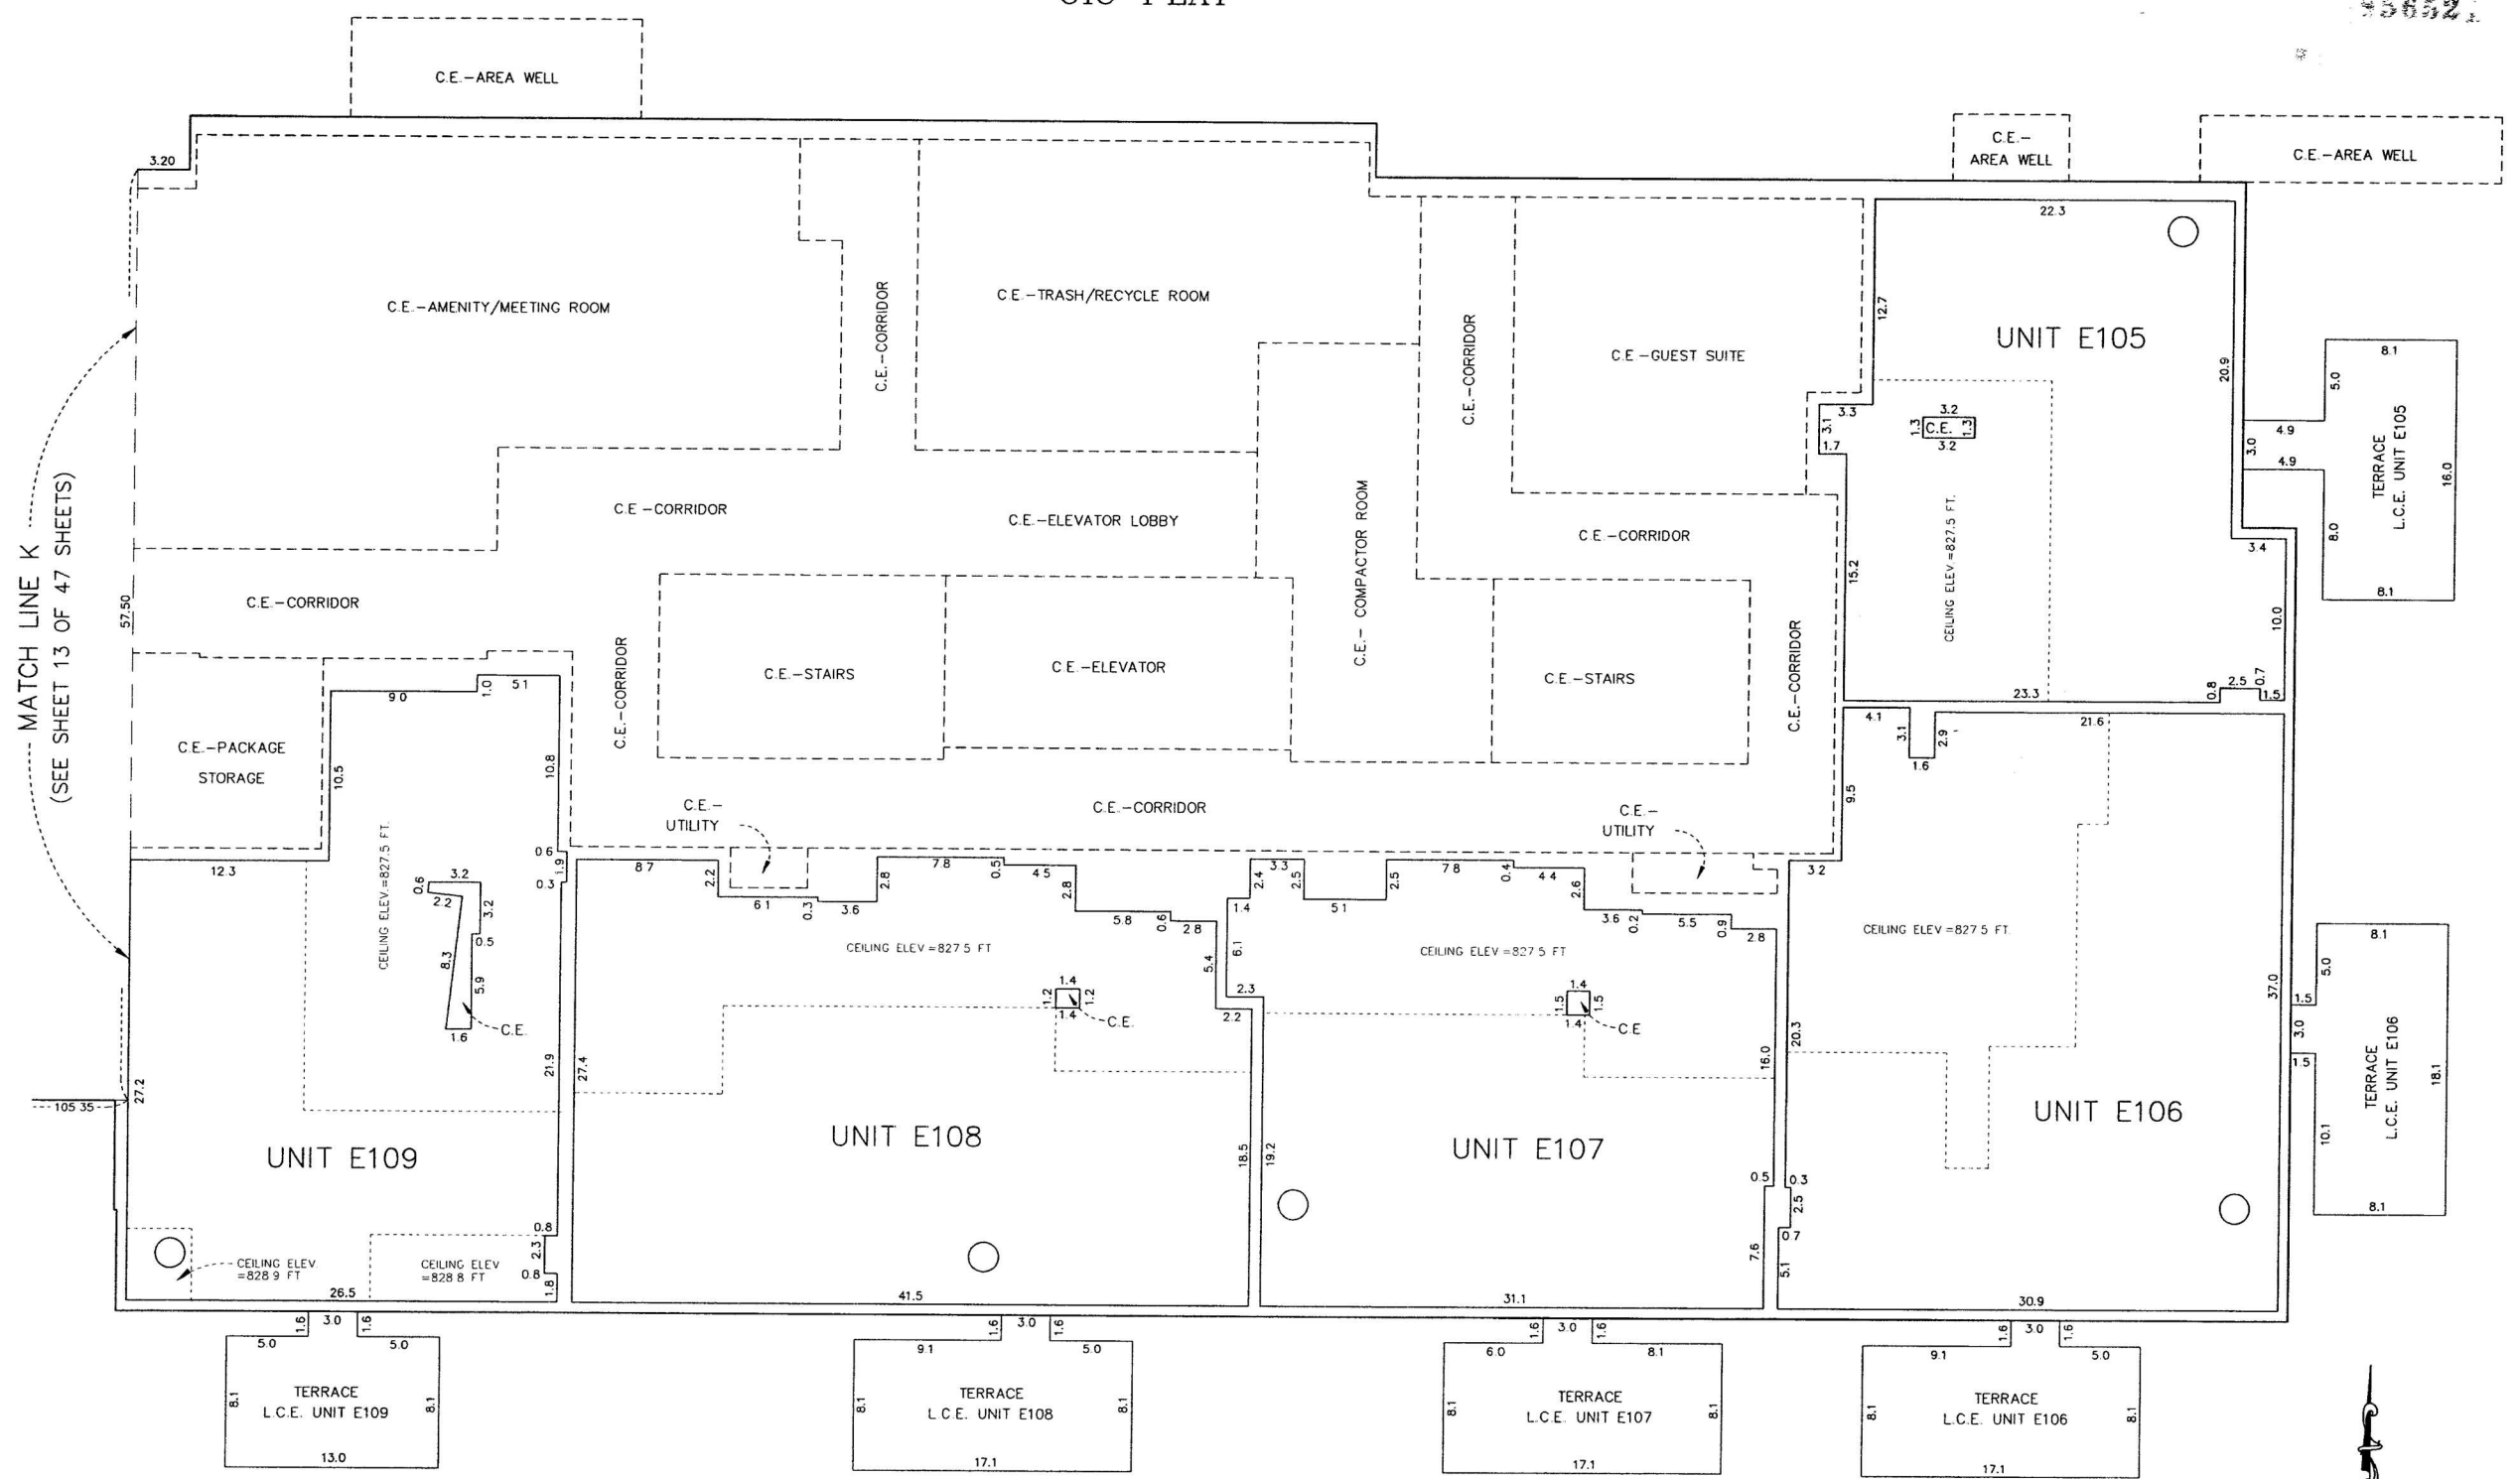 CIC PLAT
C.E.-AREA WELL
C.E.-
AREA WELL
C.E.-AREA WELL
3.20
22.3
C.E.-AMENITY/MEETING ROOM
C.E.-CORRIDOR
C.E.-TRASH/RECYCLE ROOM
C.E.-CORRIDOR
C.E-GUEST SUITE
12.7
UNIT E105
20.9
8.1
5.0
4.9
3.0
4.9
TERRACE
L.C.E. UNIT E105
16.0
8.0
8.1
3.3
3.1
1.7
3.2
1.3
C.E.
1.3
3.2
CEILING ELEV.=827.5 FT.
15.2
3.4
10.0
23.3
0.8
2.5
0.7
1.5
MATCH LINE K
(SEE SHEET 13 OF 47 SHEETS)
57.50
C.E-CORRIDOR
C.E.-ELEVATOR LOBBY
C.E.- COMPACTOR ROOM
C.E.-CORRIDOR
C.E.-CORRIDOR
C.E.-CORRIDOR
C.E.-STAIRS
C.E.-ELEVATOR
C.E.-STAIRS
C.E.-CORRIDOR
C.E.-PACKAGE
STORAGE
9 0
1.0
5 1
10.5
10.8
C.E.-
UTILITY
C.E.-CORRIDOR
C.E.-
UTILITY
4.1
3.1
1.6
2.9
21.6
9.5
12.3
CEILING ELEV.=827.5 FT.
0.6
1.9
0.3
3.2
0.6
2.2
3.2
0.5
8.3
5.9
1.6
C.E.
21.9
27.2
105 35
UNIT E109
0.8
2.3
0.8
1.8
CEILING ELEV
=828 9 FT
CEILING ELEV
=828 8 FT
26.5
8 7
2.2
6 1
0.3
3.6
2.8
7.8
0.5
4 5
2.8
5.8
0.6
2 8
5.4
2.2
CEILING ELEV =827 5 FT
1.4
1.2
1.2
1.4
C.E.
27.4
UNIT E108
18.5
41.5
3.3
2.4
1.4
6.1
2.3
2.5
5 1
2.5
7 8
0.4
4 4
2.6
3.6
0.2
5.5
0.9
2.8
CEILING ELEV =827 5 FT
1.4
1.5
1.5
1.4
C.E
16.0
19.2
UNIT E107
0.5
7.6
31.1
3.2
CEILING ELEV =827 5 FT
20.3
37.0
UNIT E106
0.3
2.5
0.7
5.1
30.9
8.1
5.0
1.5
3.0
1.5
TERRACE
L.C.E. UNIT E106
18.1
10.1
8.1
1.6
3.0
1.6
5.0
5.0
8.1
TERRACE
L.C.E. UNIT E109
8.1
13.0
1.6
3.0
1.6
9.1
5.0
8.1
TERRACE
L.C.E. UNIT E108
8.1
17.1
1.6
3.0
1.6
6.0
8.1
8.1
TERRACE
L.C.E. UNIT E107
8.1
17.1
1.6
3.0
1.6
9.1
5.0
8.1
TERRACE
L.C.E. UNIT E106
8.1
17.1